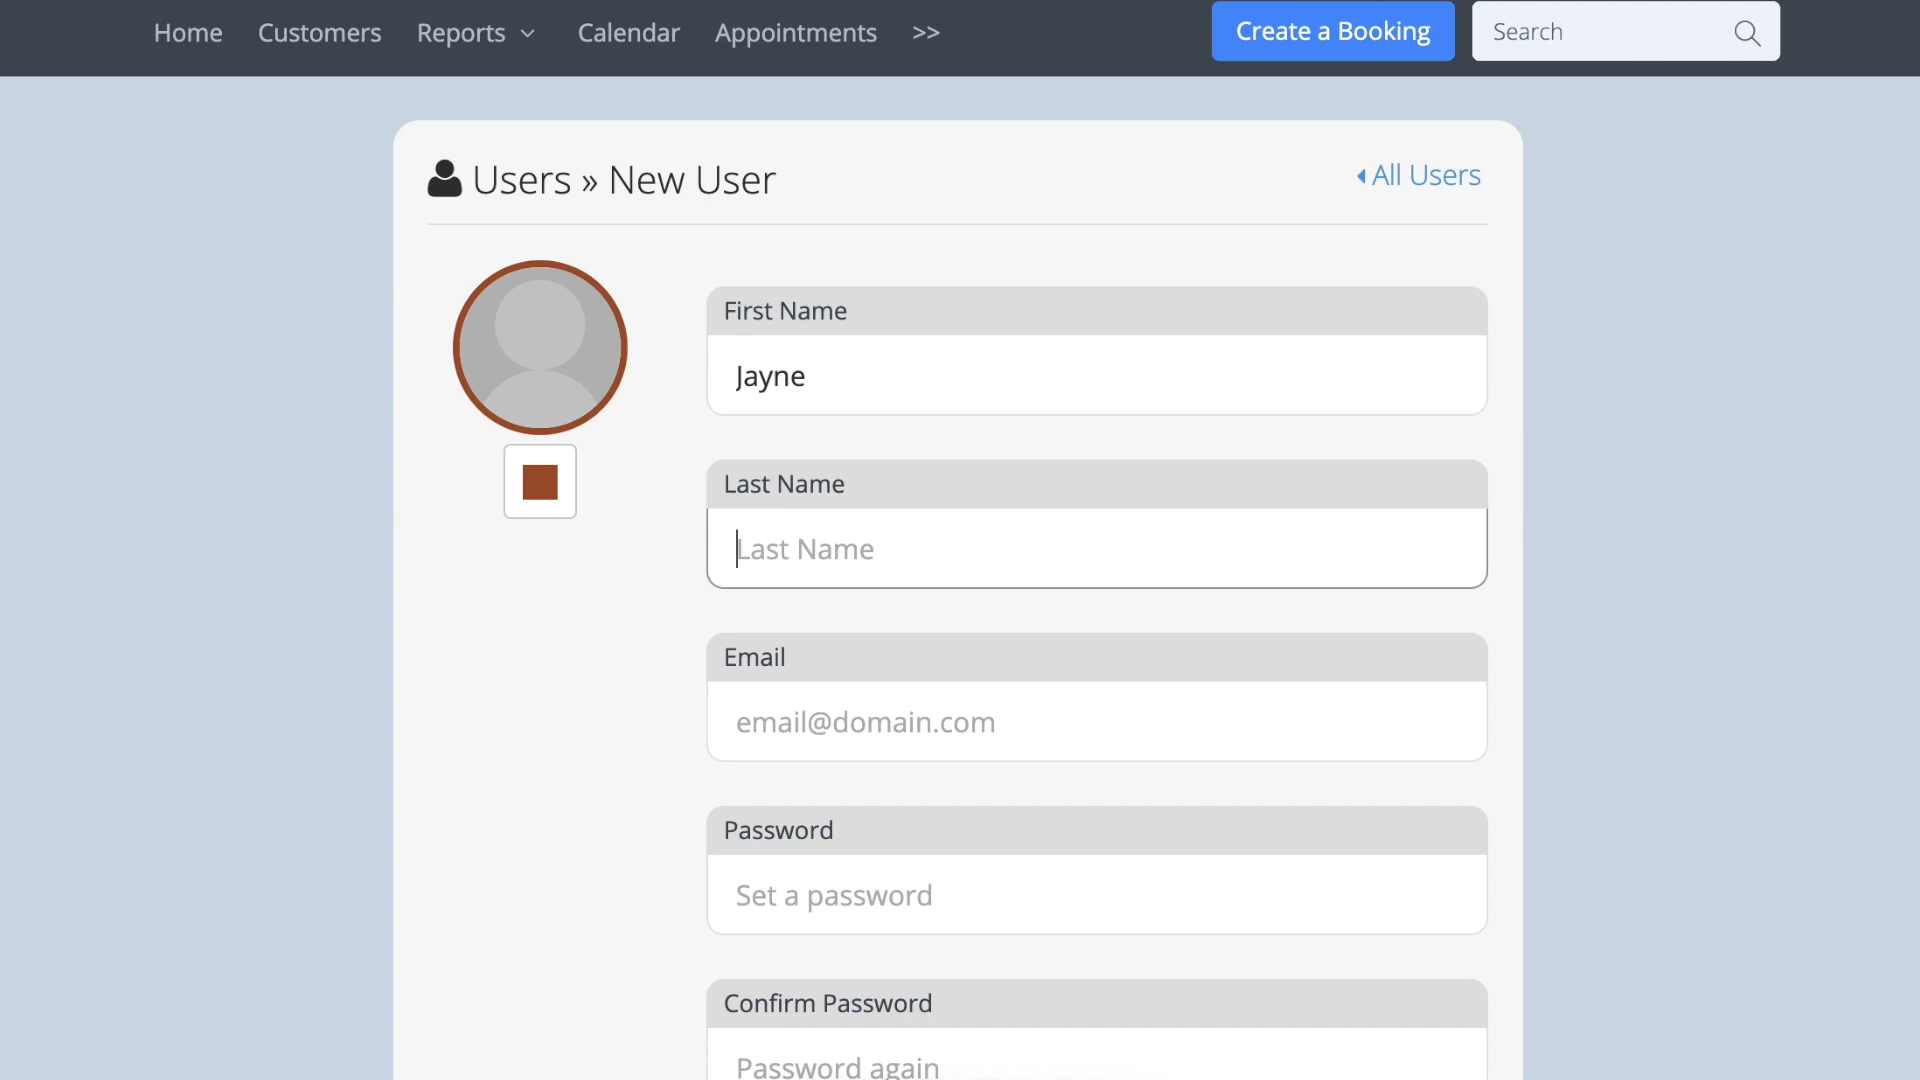 Home Customers Reports Calendar Appointments >> Create a Booking Search
Users » New User
All Users
First Name
Jayne
Last Name
Last Name
Email
email@domain.com
Password
Set a password
Confirm Password
Password again